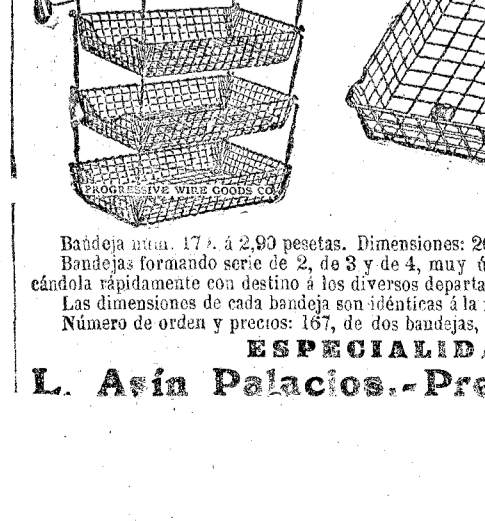 PROGRESSIVE WIRE GOODS CO
Bandeja núm. 17 . á 2,90 pesetas. Dimensiones: 2
Bandejas formando serie de 2, de 3 y de 4, muy ú
cándola rápidamente con destino á los diversos departa
Las dimensiones de cada bandeja son idénticas á la
Número de orden y precios: 167, de dos bandejas,
ESPECIALID
L. Asín Palacios.-Pre